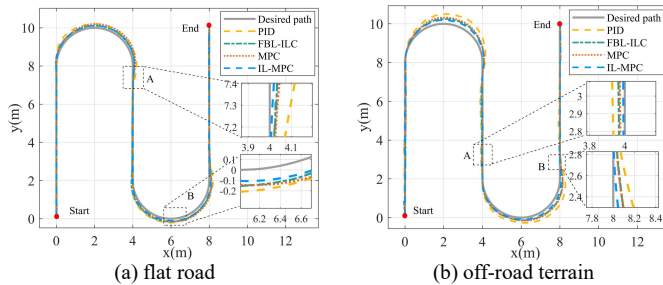 12
10
8
6
4
2
0
y(m)
0 2 4 6 8 10 12
x(m)
Start
End
Desired path
PID
FBL-ILC
MPC
IL-MPC
A
B
7.4
7.3
7.2
3.9 4 4.1
0.1
0
-0.1
-0.2
6.2 6.4 6.6
(a) flat road
10
8
6
4
2
0
y(m)
0 2 4 6 8 10 12
x(m)
Start
End
Desired path
PID
FBL-ILC
MPC
IL-MPC
A
B
3
2.9
2.8
3.8 4
2.8
2.6
2.4
7.8 8 8.2 8.4
(b) off-road terrain